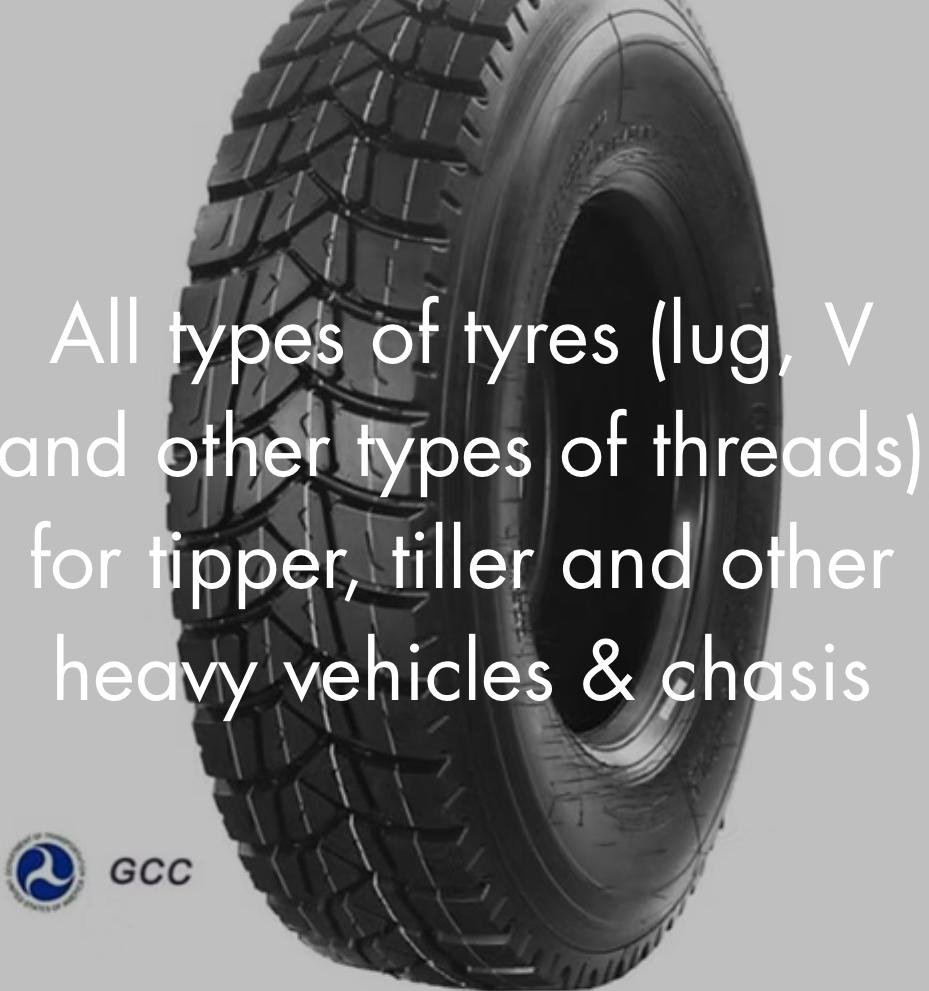 All types of tyres (lug, V
and other types of threads)
for tipper, tiller and other
heavy vehicles & chasis
GCC